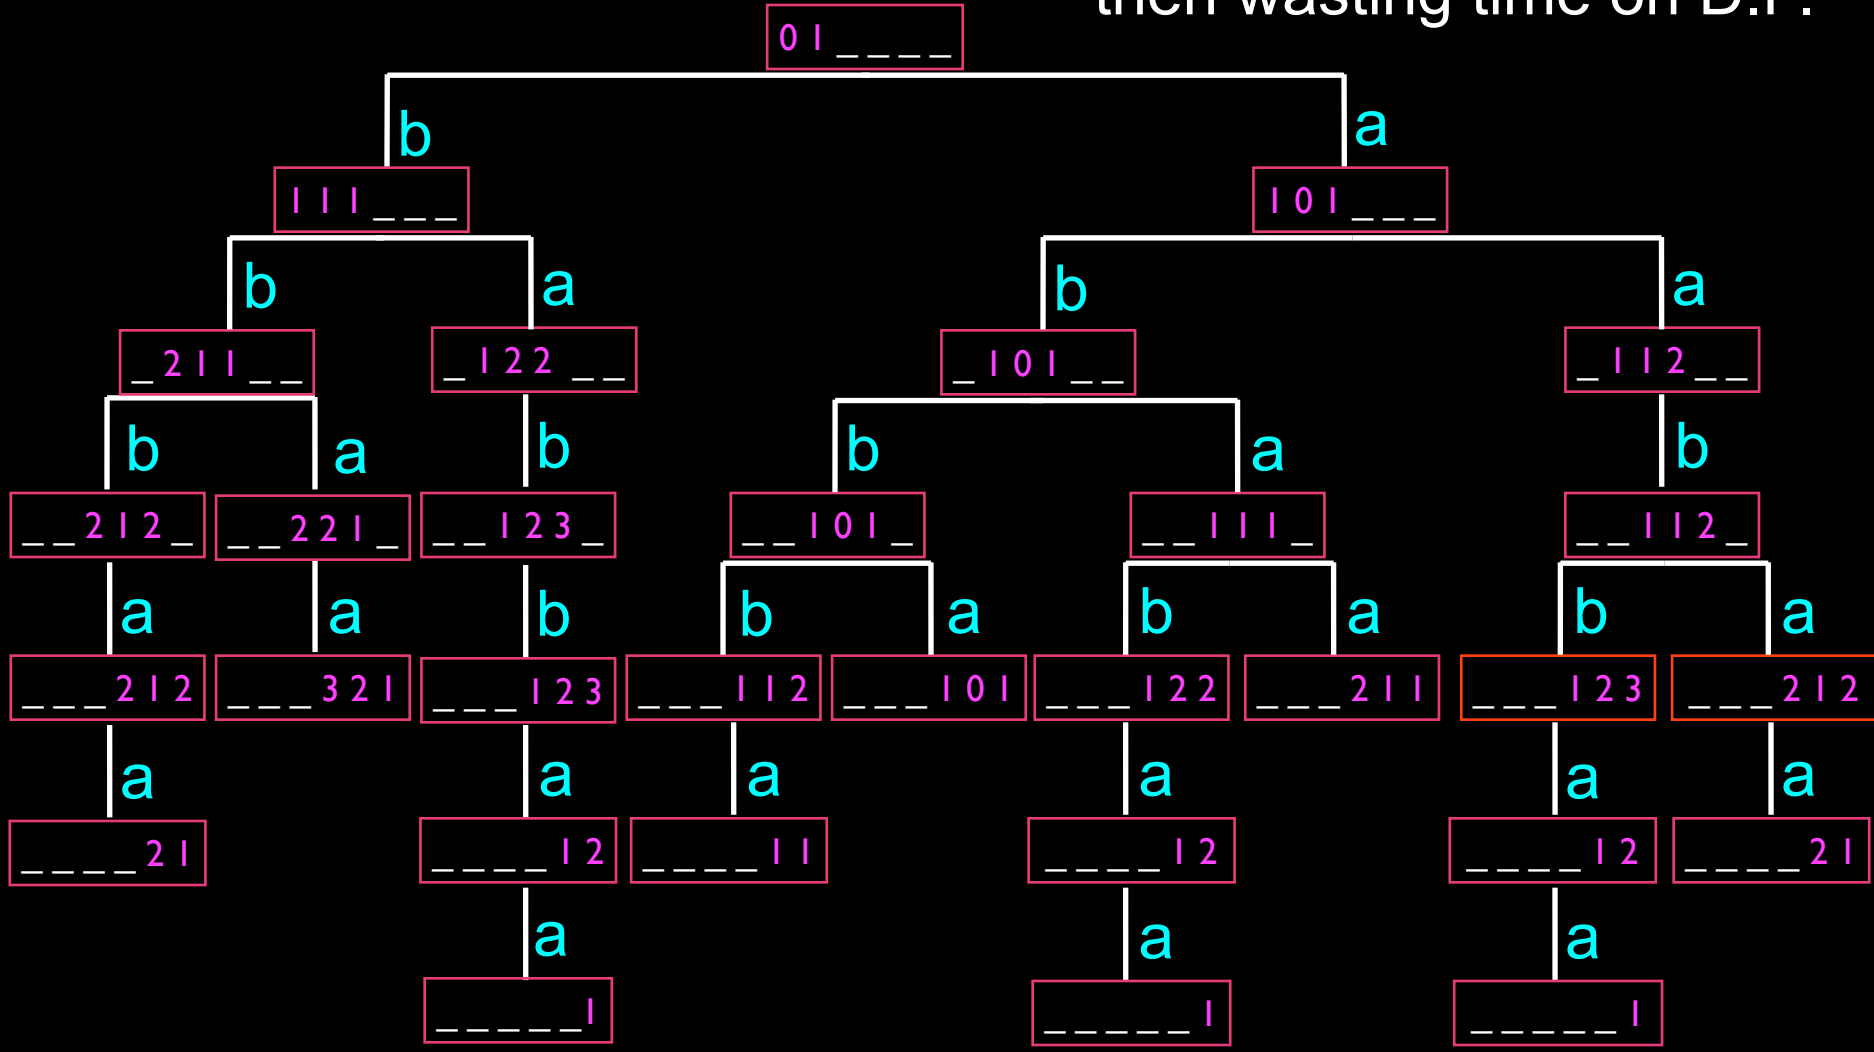 then wasting time on D.P.
0 1 _ _ _ _
b a
1 1 1 _ _ _ 1 0 1 _ _ _
b a b a
_ 2 1 1 _ _ _ 1 2 2 _ _ _ 1 0 1 _ _ _ 1 1 2 _ _
b a b b a b
_ _ 2 1 2 _ _ _ 2 2 1 _ _ _ 1 2 3 _ _ _ 1 0 1 _ _ _ 1 1 1 _ _ _ 1 1 2 _
a a b b a b a b a
_ _ _ 2 1 2 _ _ _ 3 2 1 _ _ _ 1 2 3 _ _ _ 1 1 2 _ _ _ 1 0 1 _ _ _ 1 2 2 _ _ _ 2 1 1 _ _ _ 1 2 3 _ _ _ 2 1 2
a a a a a a
_ _ _ _ 2 1 _ _ _ _ 1 2 _ _ _ _ 1 1 _ _ _ _ 1 2 _ _ _ _ 1 2 _ _ _ _ 2 1
a a a
_ _ _ _ _ 1 _ _ _ _ _ 1 _ _ _ _ _ 1